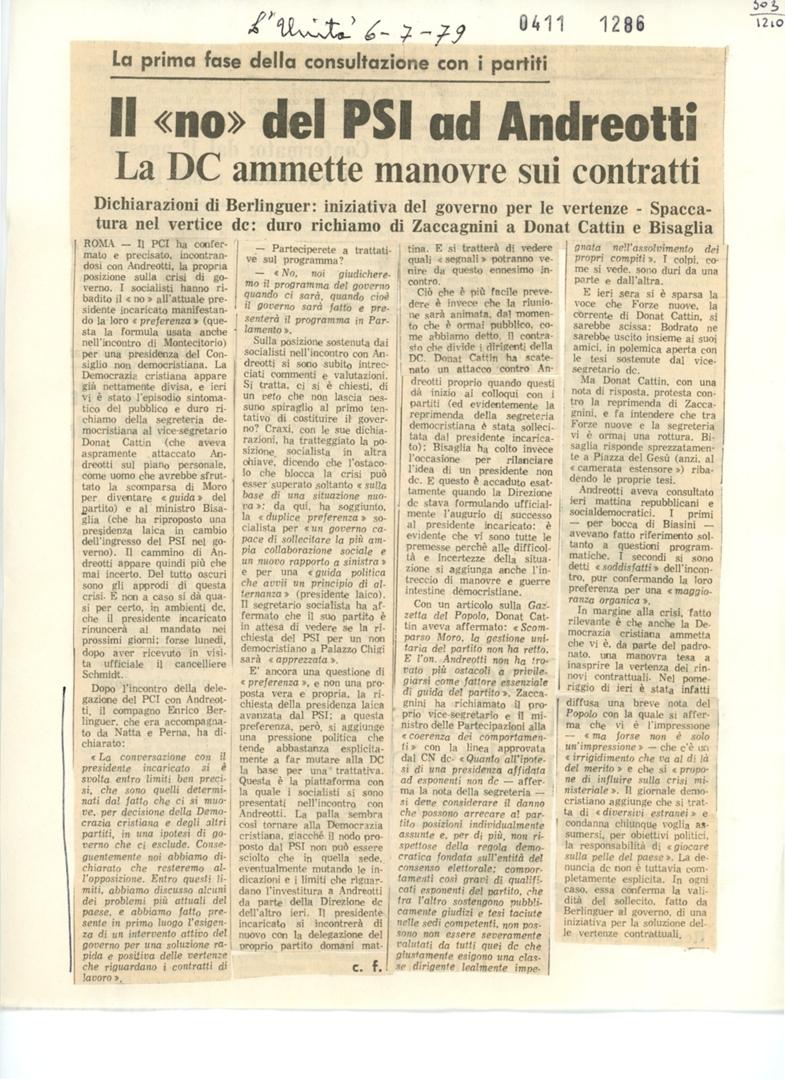 L'Unità 6-7-79
0411 1286
503
1210
La prima fase della consultazione con i partiti
Il «no» del PSI ad Andreotti
La DC ammette manovre sui contratti
Dichiarazioni di Berlinguer: iniziativa del governo per le vertenze - Spacca-
tura nel vertice dc: duro richiamo di Zaccagnini a Donat Cattin e Bisaglia
ROMA — Il PCI ha confer-
mato e precisato, incontran-
dosi con Andreotti, la propria
posizione sulla crisi di go-
verno. I socialisti hanno ri-
badito il «no» all'attuale pre-
sidente incaricato manifestan-
do la loro «preferenza» (que-
sta la formula usata anche
nell'incontro di Montecitorio)
per una presidenza del Con-
siglio non democristiana. La
Democrazia cristiana appare
già nettamente divisa, e ieri
vi è stato l'episodio sintoma-
tico del pubblico e duro ri-
chiamo della segreteria de-
mocristiana al vice-segretario
Donat Cattin (che aveva
aspramente attaccato An-
dreotti sul piano personale,
come uomo che avrebbe sfrut-
tato la scomparsa di Moro
per diventare «guida» del
partito) e al ministro Bisa-
glia (che ha riproposto una
presidenza laica in cambio
dell'ingresso del PSI nel go-
verno). Il cammino di An-
dreotti appare quindi più che
mai incerto. Del tutto oscuri
sono gli approdi di questa
crisi. E non a caso si dà qua-
si per certo, in ambienti dc,
che il presidente incaricato
rinuncerà al mandato nei
prossimi giorni; forse lunedì,
dopo aver ricevuto in visi-
ta ufficiale il cancelliere
Schmidt.
Dopo l'incontro della dele-
gazione del PCI con Andreot-
ti, il compagno Enrico Ber-
linguer, che era accompagna-
to da Natta e Perna, ha di-
chiarato:
«La conversazione con il
presidente incaricato si è
svolta entro limiti ben preci-
si, che sono quelli determi-
nati dal fatto che ci si muo-
ve, per decisione della Demo-
crazia cristiana e degli altri
partiti, in una ipotesi di go-
verno che ci esclude. Conse-
guentemente noi abbiamo di-
chiarato che resteremo al-
l'opposizione. Entro questi li-
miti, abbiamo discusso alcuni
dei problemi più attuali del
paese, e abbiamo fatto pre-
sente in primo luogo l'esigen-
za di un intervento attivo del
governo per una soluzione ra-
pida e positiva delle vertenze
che riguardano i contratti di
lavoro».
— Parteciperete a trattati-
ve sul programma?
— «No, noi giudichere-
mo il programma del governo
quando ci sarà, quando cioè
il governo sarà fatto e pre-
senterà il programma in Par-
lamento».
Sulla posizione sostenuta dai
socialisti nell'incontro con An-
dreotti si sono subito intrec-
ciati commenti e valutazioni.
Si tratta, ci si è chiesti, di
un veto che non lascia nes-
suno spiraglio al primo ten-
tativo di costituire il gover-
no? Craxi, con le sue dichia-
razioni, ha tratteggiato la po-
sizione socialista in altra
chiave, dicendo che l'ostaco-
lo che blocca la crisi può
esser superato soltanto «sulla
base di una situazione nuo-
va»: da qui, ha soggiunto,
la «duplice preferenza» so-
cialista per «un governo ca-
pace di sollecitare la più am-
pia collaborazione sociale e
un nuovo rapporto a sinistra»
e per una «guida politica
che avvii un principio di al-
ternanza» (presidente laico).
Il segretario socialista ha af-
fermato che il suo partito è
in attesa di vedere se la ri-
chiesta del PSI per un non
democristiano a Palazzo Chigi
sarà «apprezzata».
E' ancora una questione di
«preferenza», e non una pro-
posta vera e propria, la ri-
chiesta della presidenza laica
avanzata dal PSI; a questa
preferenza, però, si aggiunge
una pressione politica che
tende abbastanza esplicita-
mente a far mutare alla DC
la base per una trattativa.
Questa è la piattaforma con
la quale i socialisti si sono
presentati nell'incontro con
Andreotti. La palla sembra
così tornare alla Democrazia
cristiana, giacché il nodo pro-
posto dal PSI non può essere
sciolto che in quella sede,
eventualmente mutando le in-
dicazioni e i limiti che riguar-
dano l'investitura a Andreotti
da parte della Direzione dc
dell'altro ieri. Il presidente
incaricato si incontrerà di
nuovo con la delegazione del
proprio partito domani mat-
c. f.
tina. E si tratterà di vedere
quali «segnali» potranno ve-
nire da questo ennesimo in-
contro.
Ciò che è più facile preve-
dere è invece che la riunio-
ne sarà animata, dal momen-
to che è ormai pubblico, co-
me abbiamo detto, il contra-
sto che divide i dirigenti della
DC. Donat Cattin ha scate-
nato un attacco contro An-
dreotti proprio quando questi
dà inizio ai colloqui con i
partiti (ed evidentemente la
reprimenda della segreteria
democristiana è stata solleci-
tata dal presidente incarica-
to); Bisaglia ha colto invece
l'occasione per rilanciare
l'idea di un presidente non
dc. E questo è accaduto esat-
tamente quando la Direzione
dc stava formulando ufficial-
mente l'augurio di successo
al presidente incaricato: è
evidente che vi sono tutte le
premesse perchè alle difficol-
tà e incertezze della situa-
zione si aggiunga anche l'in-
treccio di manovre e guerre
intestine democristiane.
Con un articolo sulla Gaz-
zetta del Popolo, Donat Cat-
tin aveva affermato: «Scom-
parso Moro, la gestione uni-
taria del partito non ha retto.
E l'on. Andreotti non ha tro-
vato più ostacoli a privile-
giarsi come fattore essenziale
di guida del partito». Zacca-
gnini ha richiamato il pro-
prio vice-segretario e il mi-
nistro delle Partecipazioni alla
«coerenza dei comportamen-
ti» con la linea approvata
dal CN dc. «Quanto all'ipote-
si di una presidenza affidata
ad esponenti non dc — affer-
ma la nota della segreteria —
si deve considerare il danno
che possono arrecare al par-
tito posizioni individualmente
assunte e, per di più, non ri-
spettose della regola demo-
cratica fondata sull'entità del
consenso elettorale; compor-
tamenti così gravi di qualifi-
cati esponenti del partito, che
tra l'altro sostengono pubbli-
camente giudizi e tesi taciute
nelle sedi competenti, non pos-
sono non essere severamente
valutati da tutti quei dc che
giustamente esigono una clas-
se dirigente lealmente impe-
gnata nell'assolvimento dei
propri compiti». I colpi, co-
me si vede, sono duri da una
parte e dall'altra.
E ieri sera si è sparsa la
voce che Forze nuove, la
corrente di Donat Cattin, si
sarebbe scissa: Bodrato ne
sarebbe uscito insieme ai suoi
amici, in polemica aperta con
le tesi sostenute dal vice-
segretario dc.
Ma Donat Cattin, con una
nota di risposta, protesta con-
tro la reprimenda di Zacca-
gnini, e fa intendere che tra
Forze nuove e la segreteria
vi è ormai una rottura. Bi-
saglia risponde sprezzatamen-
te a Piazza del Gesù (anzi, al
«camerata estensore») riba-
dendo le proprie tesi.
Andreotti aveva consultato
ieri mattina repubblicani e
socialdemocratici. I primi
— per bocca di Biasini —
avevano fatto riferimento sol-
tanto a questioni program-
matiche. I secondi si sono
detti «soddisfatti» dell'incon-
tro, pur confermando la loro
preferenza per una «maggio-
ranza organica».
In margine alla crisi, fatto
rilevante è che anche la De-
mocrazia cristiana ammetta
che vi è, da parte del padro-
nato, una manovra tesa a
inasprire la vertenza dei rin-
novi contrattuali. Nel pome-
riggio di ieri è stata infatti
diffusa una breve nota del
Popolo con la quale si affer-
ma che vi è l'impressione
— «ma forse non è solo
un'impressione» — che c'è un
«irrigidimento che va al di là
del merito» e che si «propo-
ne di influire sulla crisi mi-
nisteriale». Il giornale demo-
cristiano aggiunge che si trat-
ta di «diversivi estranei» e
condanna chiunque voglia as-
sumersi, per obiettivi politici,
la responsabilità di «giocare
sulla pelle del paese». La de-
nuncia dc non è tuttavia com-
pletamente esplicita. In ogni
caso, essa conferma la vali-
dità del sollecito, fatto da
Berlinguer al governo, di una
iniziativa per la soluzione del-
le vertenze contrattuali.